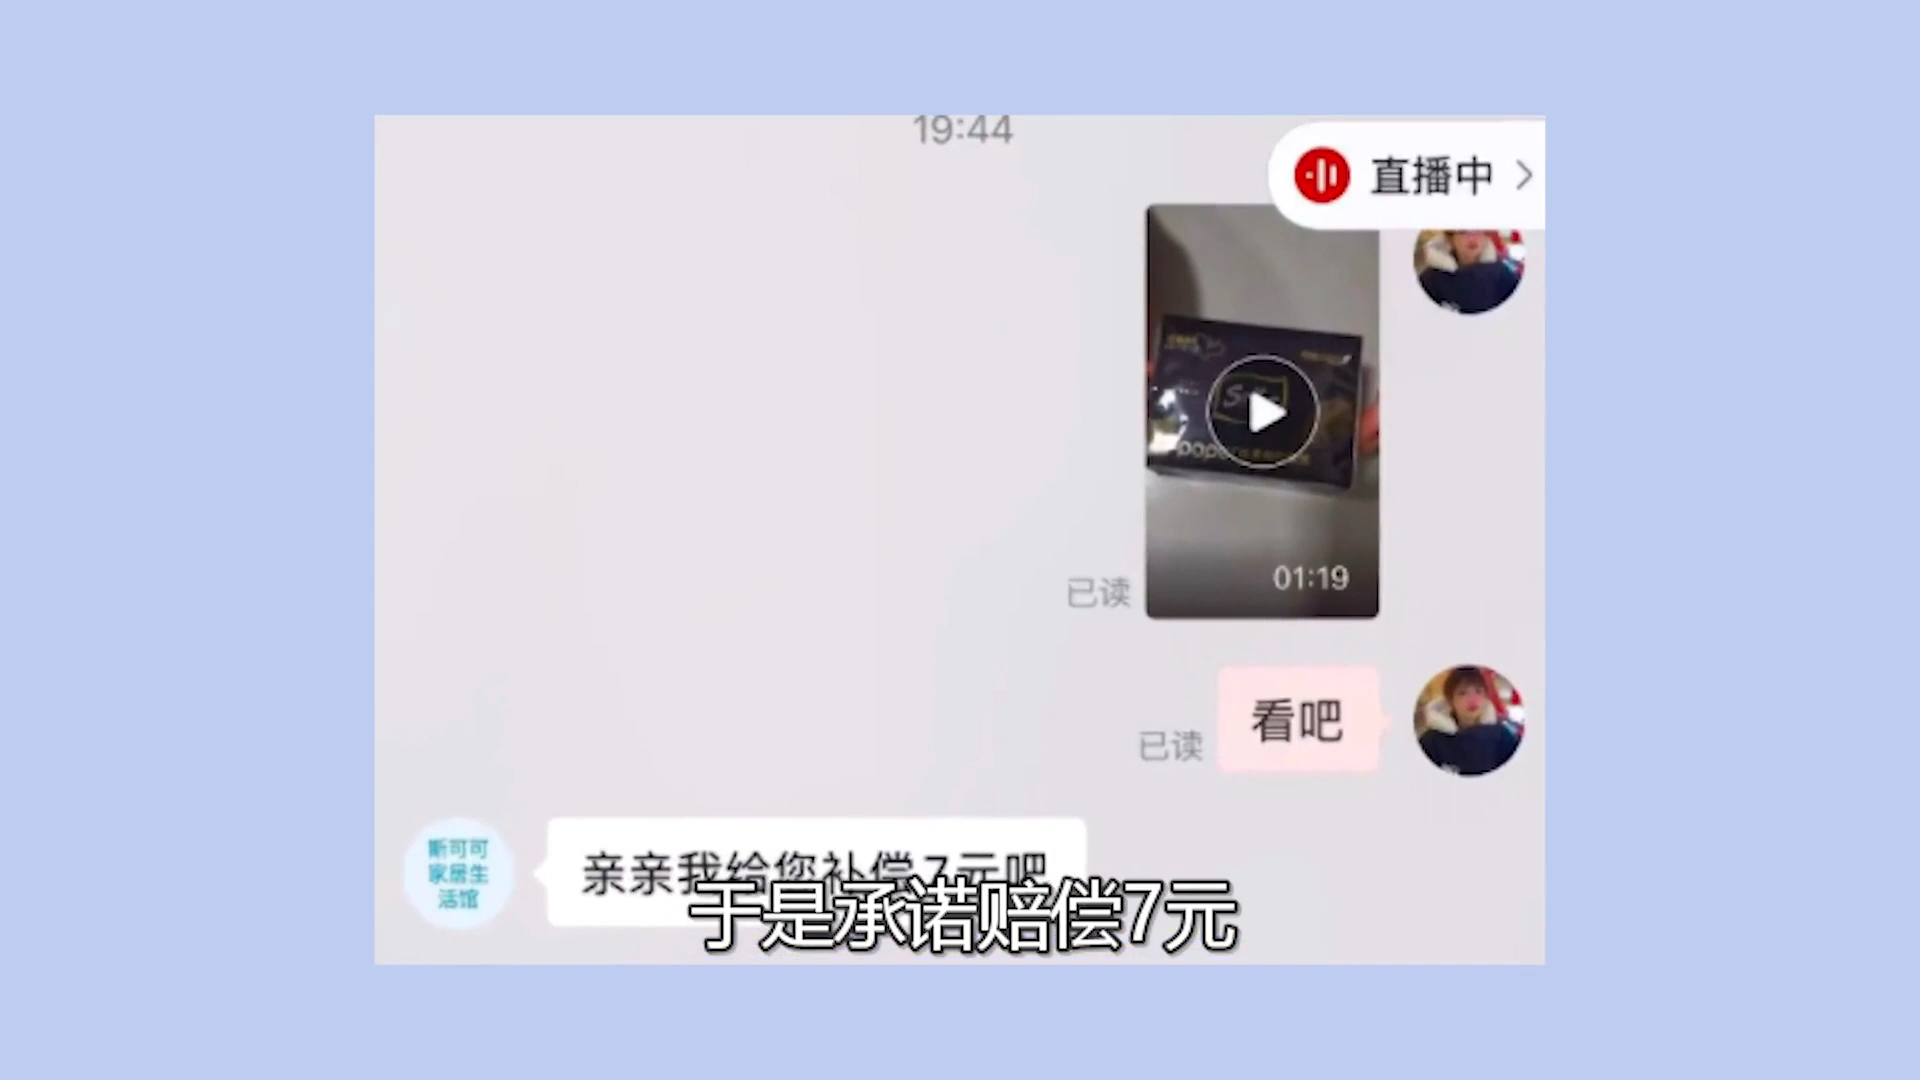 19:44
直播中
01:19
已读
看吧
已读
斯可可
家居生
活馆
亲亲我给您补偿7元吧
于是承诺赔偿7元